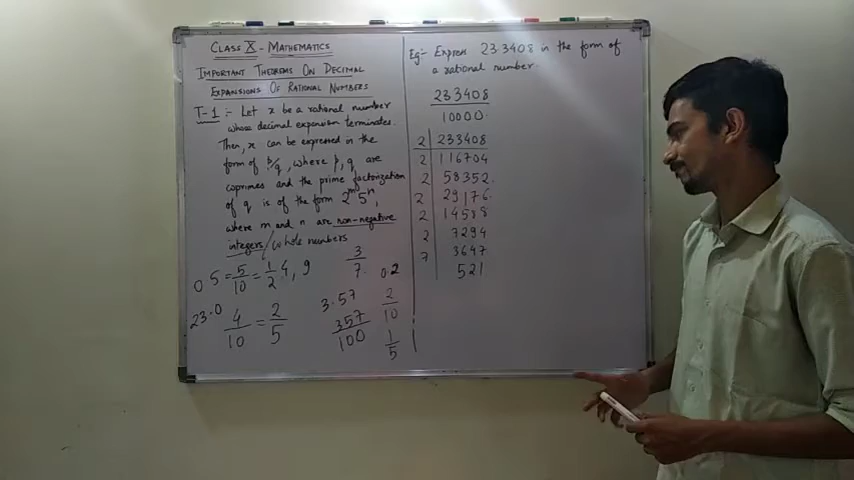 CLASS X - MATHEMATICS
IMPORTANT THEOREMS ON DECIMAL
EXPANSIONS OF RATIONAL NUMBERS
T-1 :- Let x be a rational number
whose decimal expansion terminates.
Then, x can be expressed in the
form of p/q, where p, q are
coprimes and the prime factorization
of q is of the form 2^m 5^n,
where m and n are non-negative
integers / whole numbers
0.5 = 5/10 = 1/2 . 4, 9
3/7
0.2
23.0
4/10 = 2/5
3.57
357/100
2/10
1/5
Eg:- Express 23.3408 in the form of
a rational number.
233408
10000
2 | 233408
2 | 116704
2 | 58352
2 | 29176
2 | 14588
2 | 7294
7 | 3647
521